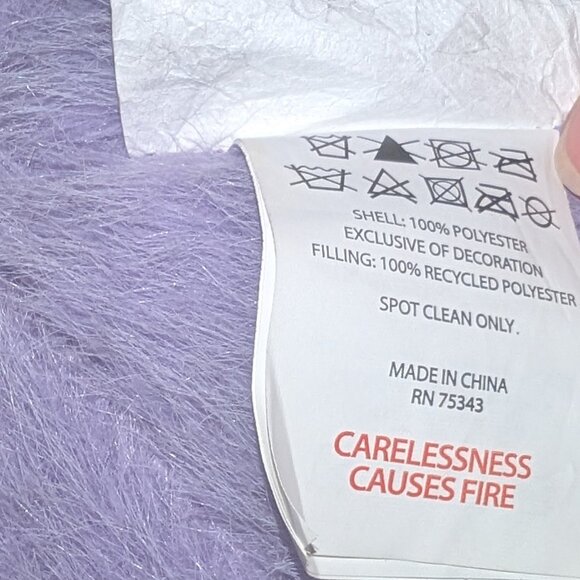 SHELL: 100% POLYESTER
EXCLUSIVE OF DECORATION
FILLING: 100% RECYCLED POLYESTER
SPOT CLEAN ONLY.
MADE IN CHINA
RN 75343
CARELESSNESS
CAUSES FIRE